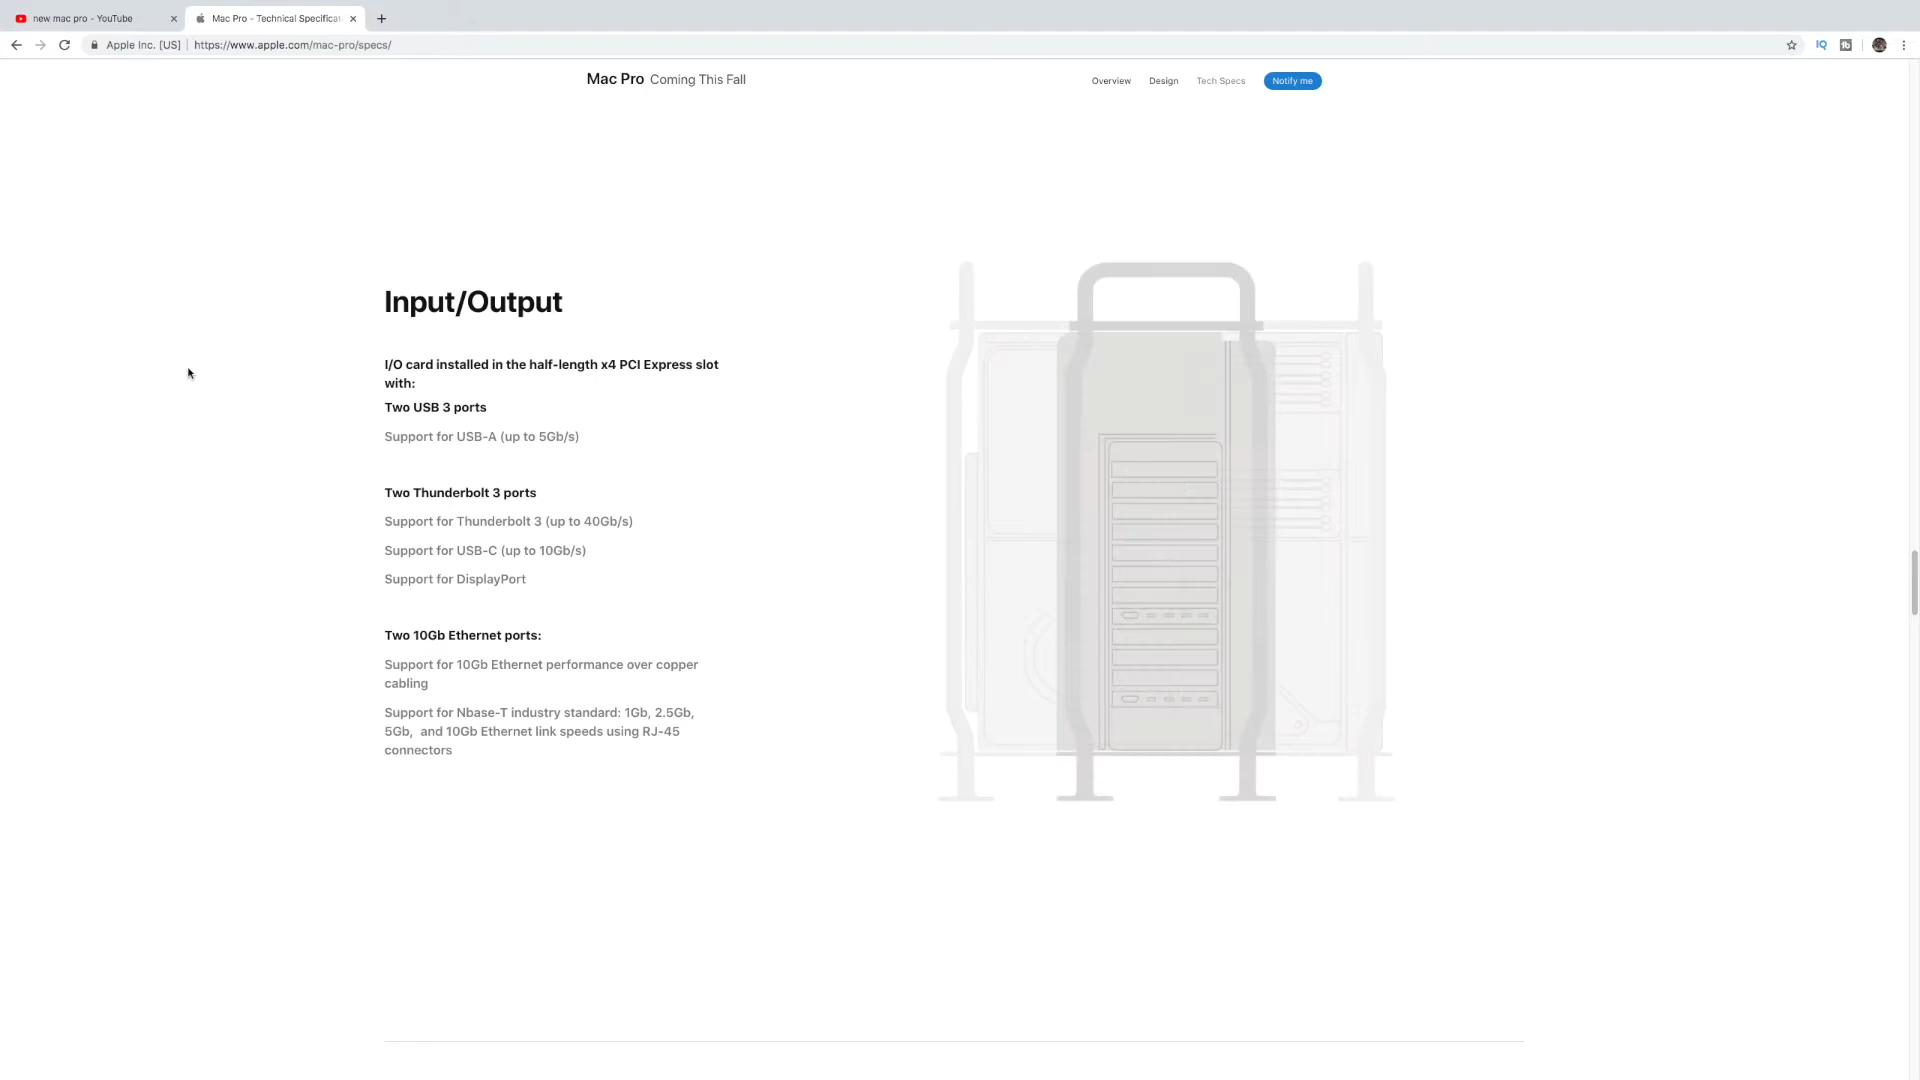 new mac pro - YouTube
Mac Pro - Technical Specificat
Apple Inc. [US]
https://www.apple.com/mac-pro/specs/
IQ
Mac Pro Coming This Fall
Overview
Design
Tech Specs
Notify me
Input/Output
I/O card installed in the half-length x4 PCI Express slot
with:
Two USB 3 ports
Support for USB-A (up to 5Gb/s)
Two Thunderbolt 3 ports
Support for Thunderbolt 3 (up to 40Gb/s)
Support for USB-C (up to 10Gb/s)
Support for DisplayPort
Two 10Gb Ethernet ports:
Support for 10Gb Ethernet performance over copper
cabling
Support for Nbase-T industry standard: 1Gb, 2.5Gb,
5Gb,  and 10Gb Ethernet link speeds using RJ-45
connectors